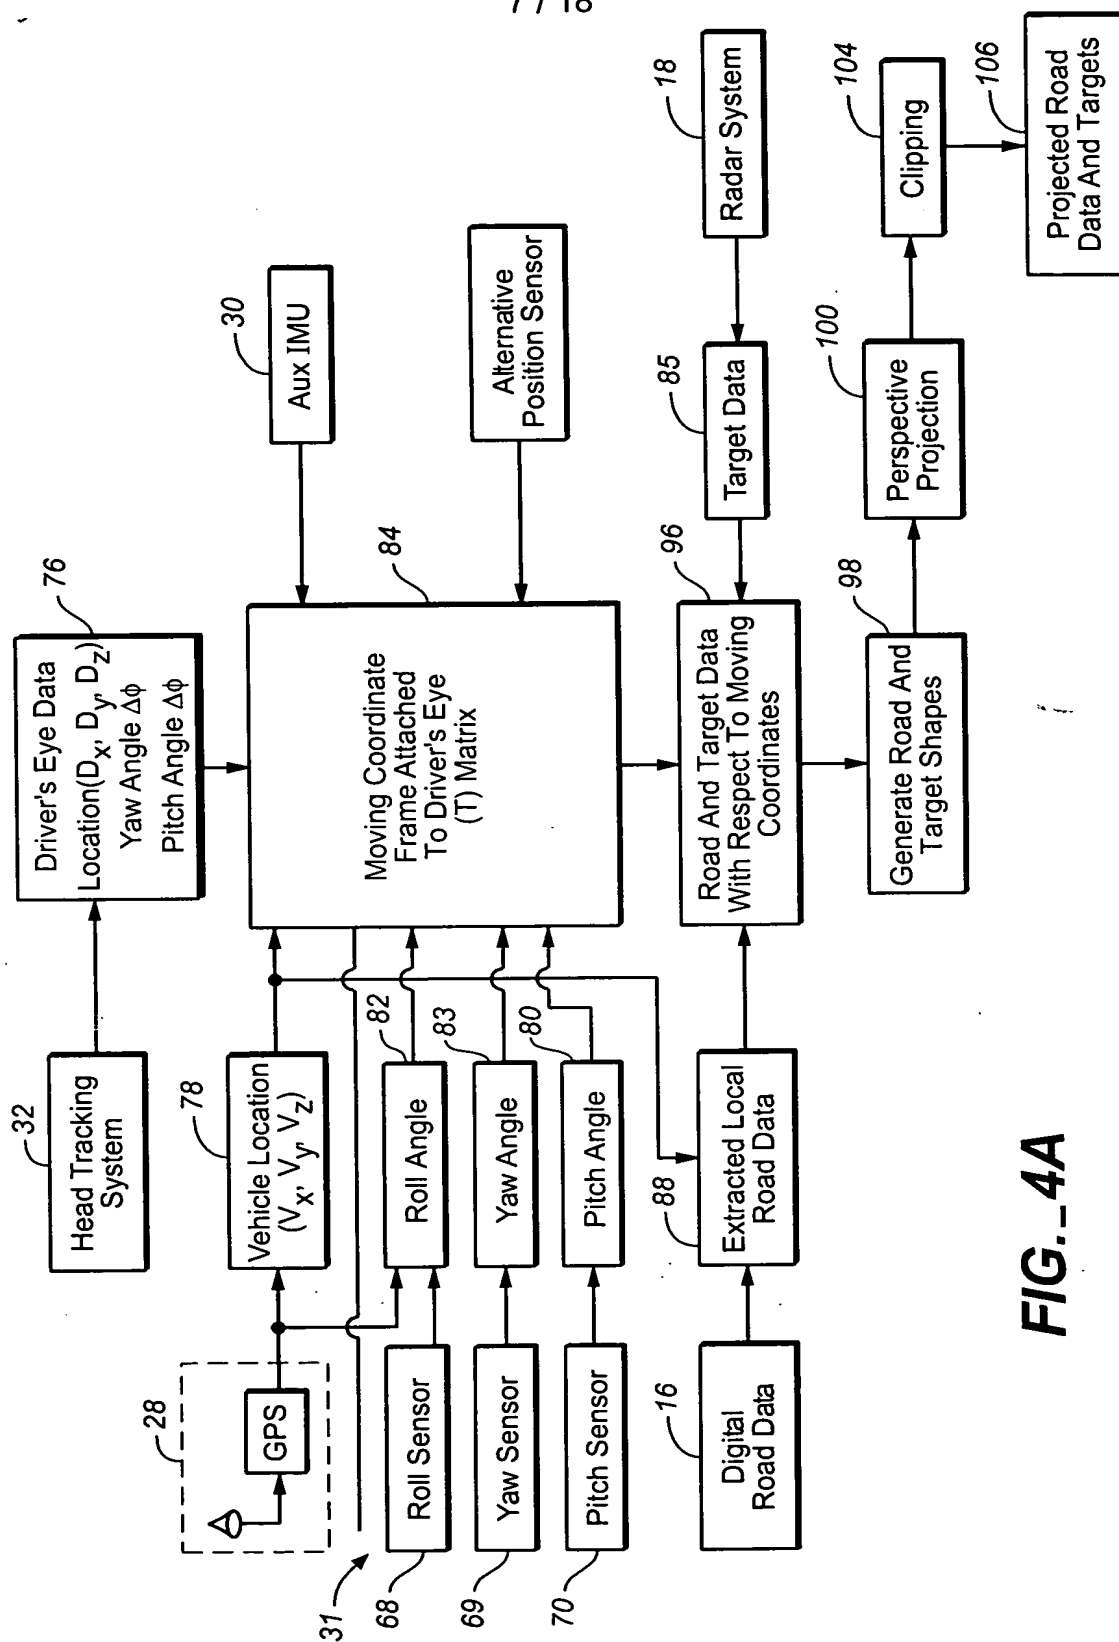 7 / 18
32
Head Tracking
System
76
Driver's Eye Data
Location(Dx, Dy, Dz)
Yaw Angle Δϕ
Pitch Angle Δϕ
28
GPS
78
Vehicle Location
(Vx, Vy, Vz)
30
Aux IMU
31
84
Moving Coordinate
Frame Attached
To Driver's Eye
(T) Matrix
68
Roll Sensor
82
Roll Angle
69
Yaw Sensor
83
Yaw Angle
70
Pitch Sensor
80
Pitch Angle
Alternative
Position Sensor
16
Digital
Road Data
88
Extracted Local
Road Data
96
Road And Target Data
With Respect To Moving
Coordinates
85
Target Data
18
Radar System
98
Generate Road And
Target Shapes
100
Perspective
Projection
104
Clipping
106
Projected Road
Data And Targets
FIG._4A